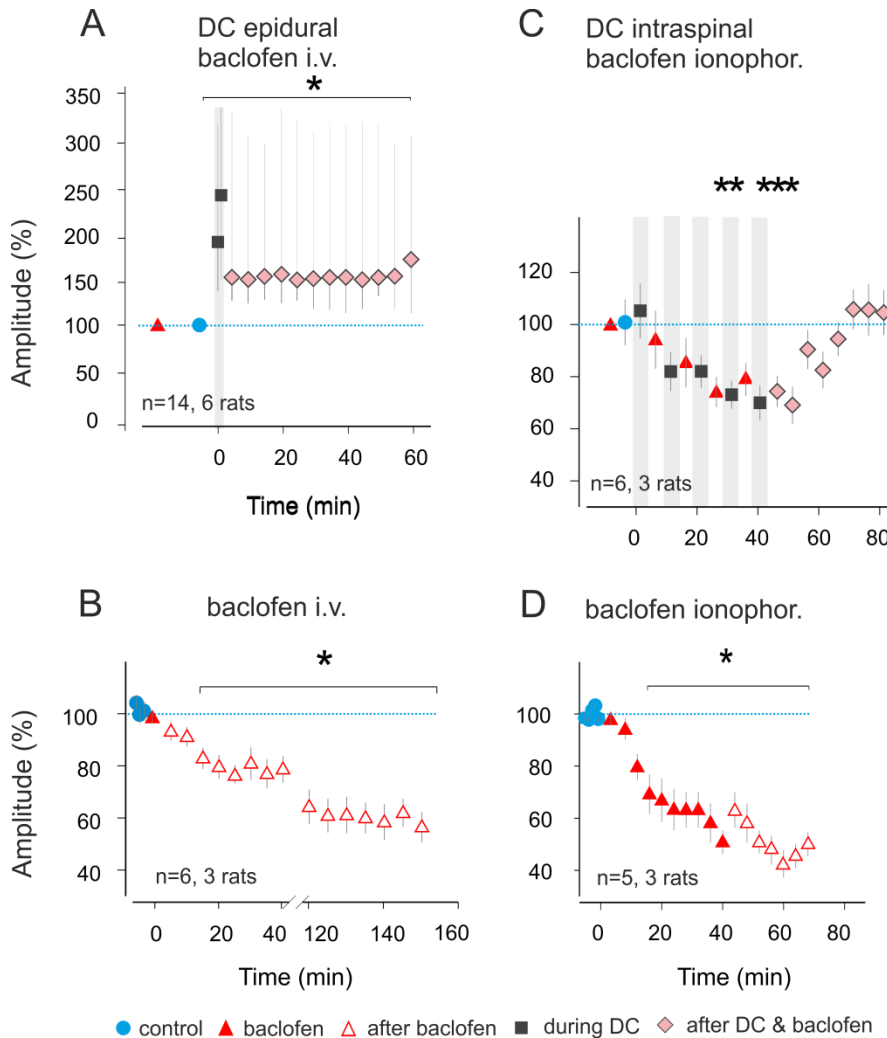 A
DC epidural
baclofen i.v.
*
Amplitude (%)
350
300
250
200
150
100
50
0
n=14, 6 rats
0 20 40 60
Time (min)
C
DC intraspinal
baclofen ionophor.
** ***
120
100
80
60
40
n=6, 3 rats
0 20 40 60 80
B
baclofen i.v.
*
Amplitude (%)
100
80
60
40
n=6, 3 rats
0 20 40 120 140 160
Time (min)
D
baclofen ionophor.
*
100
80
60
40
n=5, 3 rats
0 20 40 60 80
Time (min)
control baclofen after baclofen during DC after DC & baclofen